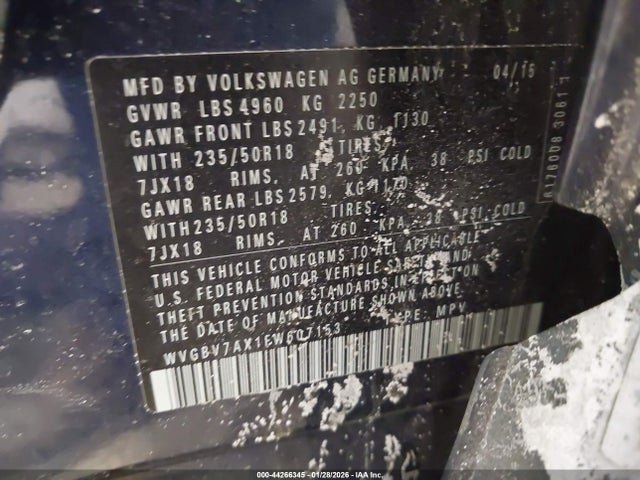 MFD BY VOLKSWAGEN AG GERMANY 04/15
GVWR LBS 4960 KG 2250
GAWR FRONT LBS 2491, KG 1130
WITH 235/50R18 TIRES,
7JX18 RIMS, AT 260 KPA, 38 PSI COLD
GAWR REAR LBS 2579, KG 1170
WITH 235/50R18 TIRES,
7JX18 RIMS, AT 260 KPA, 38 PSI COLD
THIS VEHICLE CONFORMS TO ALL APPLICABLE
U.S. FEDERAL MOTOR VEHICLE SAFETY AND
THEFT PREVENTION STANDARDS IN EFFECT ON
THE DATE OF MANUFACTURE SHOWN ABOVE.
WVGBV7AX1FW607153 TYPE: MPV
000-44266345 - 01/28/2026 - IAA Inc.